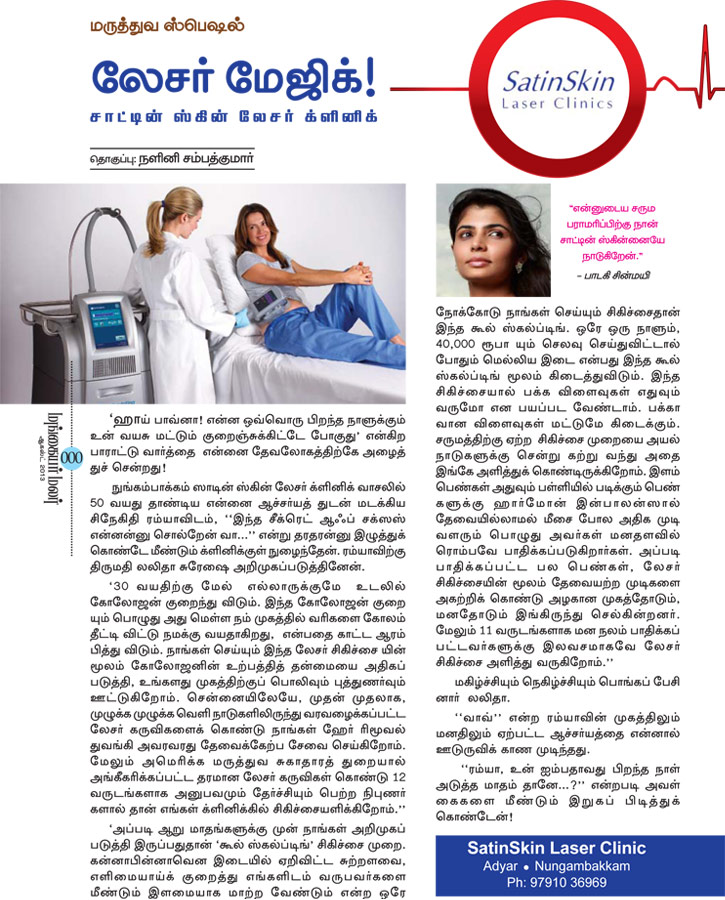 மருத்துவ ஸ்பெஷல்
லேசர் மேஜிக்!
சாட்டின் ஸ்கின் லேசர் க்ளினிக்
SatinSkin
Laser Clinics
தொகுப்பு: நளினி சம்பத்குமார்
"என்னுடைய சரும
பராமரிப்பிற்கு நான்
சாட்டின் ஸ்கின்னையே
நாடுகிறேன்."
– பாடகி சின்மயி
மங்கையர் மலர்
ஆகஸ்ட் 2013
000
'ஹாய் பாவ்னா! என்ன ஒவ்வொரு பிறந்த நாளுக்கும்
உன் வயசு மட்டும் குறைஞ்சுக்கிட்டே போகுது' என்கிற
பாராட்டு வார்த்தை என்னை தேவலோகத்திற்கே அழைத்
துச் சென்றது!
நுங்கம்பாக்கம் ஸாடின் ஸ்கின் லேசர் க்ளினிக் வாசலில்
50 வயது தாண்டிய என்னை ஆச்சர்யத் துடன் மடக்கிய
சிநேகிதி ரம்யாவிடம், ''இந்த சீக்ரெட் ஆஃப் சக்ஸஸ்
என்னன்னு சொல்றேன் வா...'' என்று தரதரன்னு இழுத்துக்
கொண்டே மீண்டும் க்ளினிக்குள் நுழைந்தேன். ரம்யாவிற்கு
திருமதி லலிதா சுரேஷை அறிமுகப்படுத்தினேன்.
'30 வயதிற்கு மேல் எல்லாருக்குமே உடலில்
கோலோஜன் குறைந்து விடும். இந்த கோலோஜன் குறை
யும் பொழுது அது மெள்ள நம் முகத்தில் வரிகளை கோலம்
தீட்டி விட்டு நமக்கு வயதாகிறது, என்பதை காட்ட ஆரம்
பித்து விடும். நாங்கள் செய்யும் இந்த லேசர் சிகிச்சை யின்
மூலம் கோலோஜனின் உற்பத்தித் தன்மையை அதிகப்
படுத்தி, உங்களது முகத்திற்குப் பொலிவும் புத்துணர்வும்
ஊட்டுகிறோம். சென்னையிலேயே, முதன் முதலாக,
முழுக்க முழுக்க வெளி நாடுகளிலிருந்து வரவழைக்கப்பட்ட
லேசர் கருவிகளைக் கொண்டு நாங்கள் ஹேர் ரிமூவல்
துவங்கி அவரவரது தேவைக்கேற்ப சேவை செய்கிறோம்.
மேலும் அமெரிக்க மருத்துவ சுகாதாரத் துறையால்
அங்கீகரிக்கப்பட்ட தரமான லேசர் கருவிகள் கொண்டு 12
வருடங்களாக அனுபவமும் தேர்ச்சியும் பெற்ற நிபுணர்
களால் தான் எங்கள் க்ளினிக்கில் சிகிச்சையளிக்கிறோம்.''
'அப்படி ஆறு மாதங்களுக்கு முன் நாங்கள் அறிமுகப்
படுத்தி இருப்பதுதான் 'கூல் ஸ்கல்ப்டிங்' சிகிச்சை முறை.
கன்னாபின்னாவென இடையில் ஏறிவிட்ட சுற்றளவை,
எளிமையாய்க் குறைத்து எங்களிடம் வருபவர்களை
மீண்டும் இளமையாக மாற்ற வேண்டும் என்ற ஒரே
நோக்கோடு நாங்கள் செய்யும் சிகிச்சைதான்
இந்த கூல் ஸ்கல்ப்டிங். ஒரே ஒரு நாளும்,
40,000 ரூபா யும் செலவு செய்துவிட்டால்
போதும் மெல்லிய இடை என்பது இந்த கூல்
ஸ்கல்ப்டிங் மூலம் கிடைத்துவிடும். இந்த
சிகிச்சையால் பக்க விளைவுகள் எதுவும்
வருமோ என பயப்பட வேண்டாம். பக்கா
வான விளைவுகள் மட்டுமே கிடைக்கும்.
சருமத்திற்கு ஏற்ற சிகிச்சை முறையை அயல்
நாடுகளுக்கு சென்று கற்று வந்து அதை
இங்கே அளித்துக் கொண்டிருக்கிறோம். இளம்
பெண்கள் அதுவும் பள்ளியில் படிக்கும் பெண்
களுக்கு ஹார்மோன் இன்பாலன்ஸால்
தேவையில்லாமல் மீசை போல அதிக முடி
வளரும் பொழுது அவர்கள் மனதளவில்
ரொம்பவே பாதிக்கப்படுகிறார்கள். அப்படி
பாதிக்கப்பட்ட பல பெண்கள், லேசர்
சிகிச்சையின் மூலம் தேவையற்ற முடிகளை
அகற்றிக் கொண்டு அழகான முகத்தோடும்,
மனதோடும் இங்கிருந்து செல்கின்றனர்.
மேலும் 11 வருடங்களாக மன நலம் பாதிக்கப்
பட்டவர்களுக்கு இலவசமாகவே லேசர்
சிகிச்சை அளித்து வருகிறோம்.''
மகிழ்ச்சியும் நெகிழ்ச்சியும் பொங்கப் பேசி
னார் லலிதா.
''வாவ்'' என்ற ரம்யாவின் முகத்திலும்
மனதிலும் ஏற்பட்ட ஆச்சர்யத்தை என்னால்
ஊடுருவிக் காண முடிந்தது.
''ரம்யா, உன் ஐம்பதாவது பிறந்த நாள்
அடுத்த மாதம் தானே...?'' என்றபடி அவள்
கைகளை மீண்டும் இறுகப் பிடித்துக்
கொண்டேன்!
SatinSkin Laser Clinic
Adyar • Nungambakkam
Ph: 97910 36969